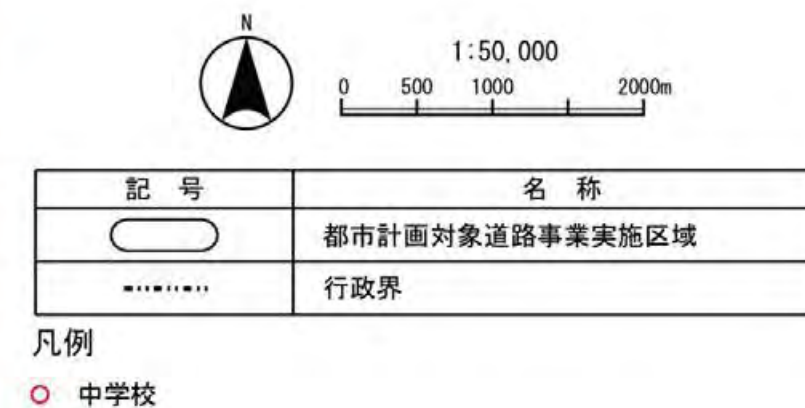 N
1:50,000
0 500 1000 2000m
記 号 名 称
都市計画対象道路事業実施区域
行政界
凡例
中学校